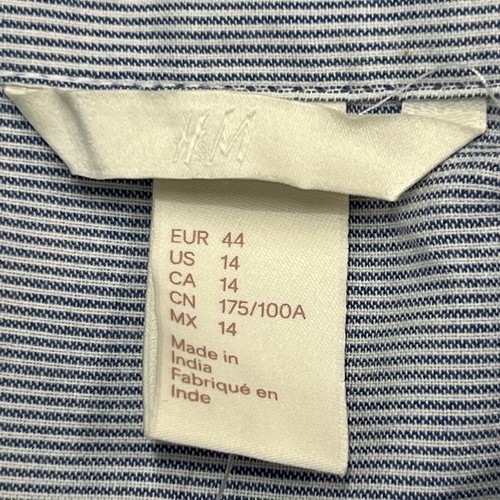 H&M
EUR 44
US 14
CA 14
CN 175/100A
MX 14
Made in
India
Fabriqué en
Inde